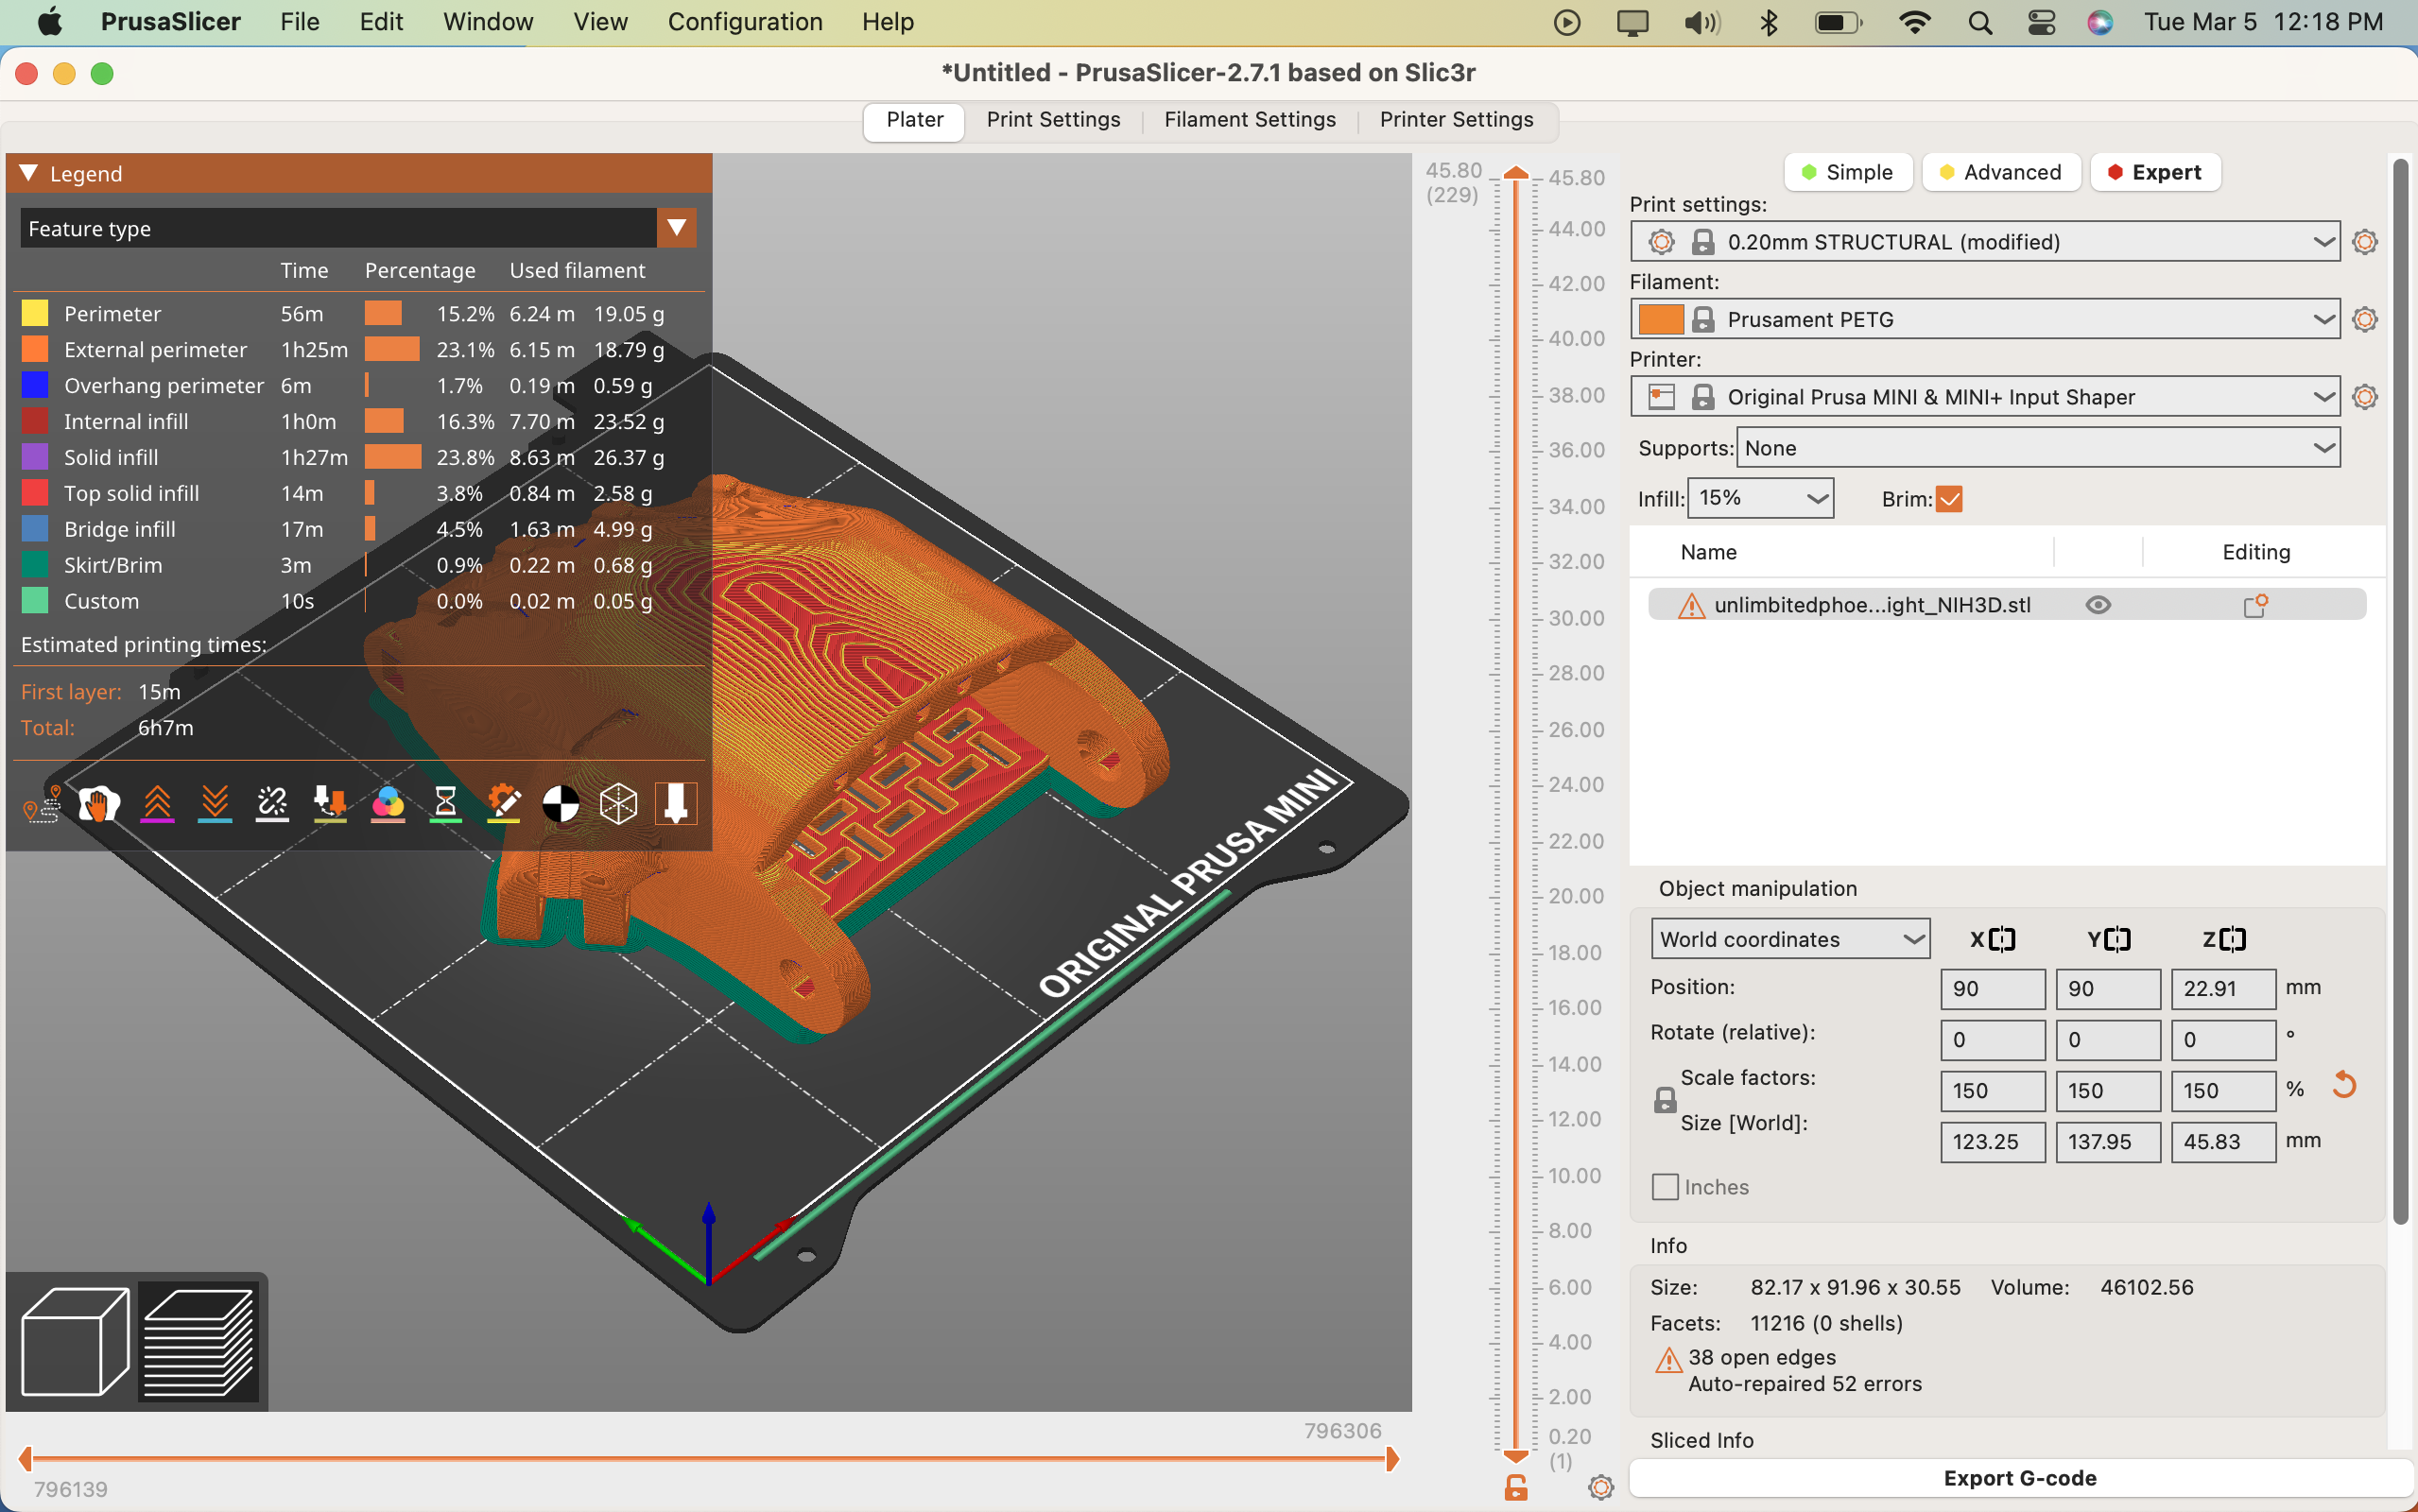 PrusaSlicer File Edit Window View Configuration Help Tue Mar 5 12:18 PM
*Untitled - PrusaSlicer-2.7.1 based on Slic3r
Plater Print Settings Filament Settings Printer Settings
Legend
Feature type
Time Percentage Used filament
Perimeter 56m 15.2% 6.24 m 19.05 g
External perimeter 1h25m 23.1% 6.15 m 18.79 g
Overhang perimeter 6m 1.7% 0.19 m 0.59 g
Internal infill 1h0m 16.3% 7.70 m 23.52 g
Solid infill 1h27m 23.8% 8.63 m 26.37 g
Top solid infill 14m 3.8% 0.84 m 2.58 g
Bridge infill 17m 4.5% 1.63 m 4.99 g
Skirt/Brim 3m 0.9% 0.22 m 0.68 g
Custom 10s 0.0% 0.02 m 0.05 g
Estimated printing times:
First layer: 15m
Total: 6h7m
ORIGINAL PRUSA MINI
796306
796139
45.80
(229)
45.80
44.00
42.00
40.00
38.00
36.00
34.00
32.00
30.00
28.00
26.00
24.00
22.00
20.00
18.00
16.00
14.00
12.00
10.00
8.00
6.00
4.00
2.00
0.20
(1)
Simple Advanced Expert
Print settings:
0.20mm STRUCTURAL (modified)
Filament:
Prusament PETG
Printer:
Original Prusa MINI & MINI+ Input Shaper
Supports: None
Infill: 15% Brim:
Name Editing
unlimbitedphoe...ight_NIH3D.stl
Object manipulation
World coordinates X Y Z
Position: 90 90 22.91 mm
Rotate (relative): 0 0 0 °
Scale factors: 150 150 150 %
Size [World]: 123.25 137.95 45.83 mm
Inches
Info
Size: 82.17 x 91.96 x 30.55 Volume: 46102.56
Facets: 11216 (0 shells)
38 open edges
Auto-repaired 52 errors
Sliced Info
Export G-code